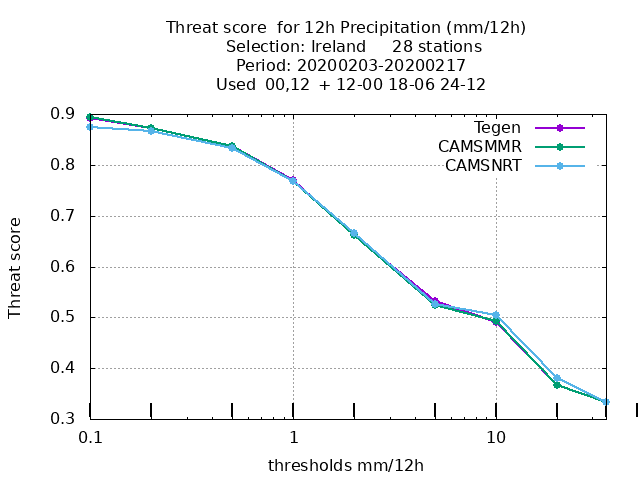 Threat score  for 12h Precipitation (mm/12h)
Selection: Ireland     28 stations
Period: 20200203-20200217
Used  00,12  + 12-00 18-06 24-12
Tegen
CAMSMMR
CAMSNRT
Threat score
0.9
0.8
0.7
0.6
0.5
0.4
0.3
0.1 1 10
thresholds mm/12h